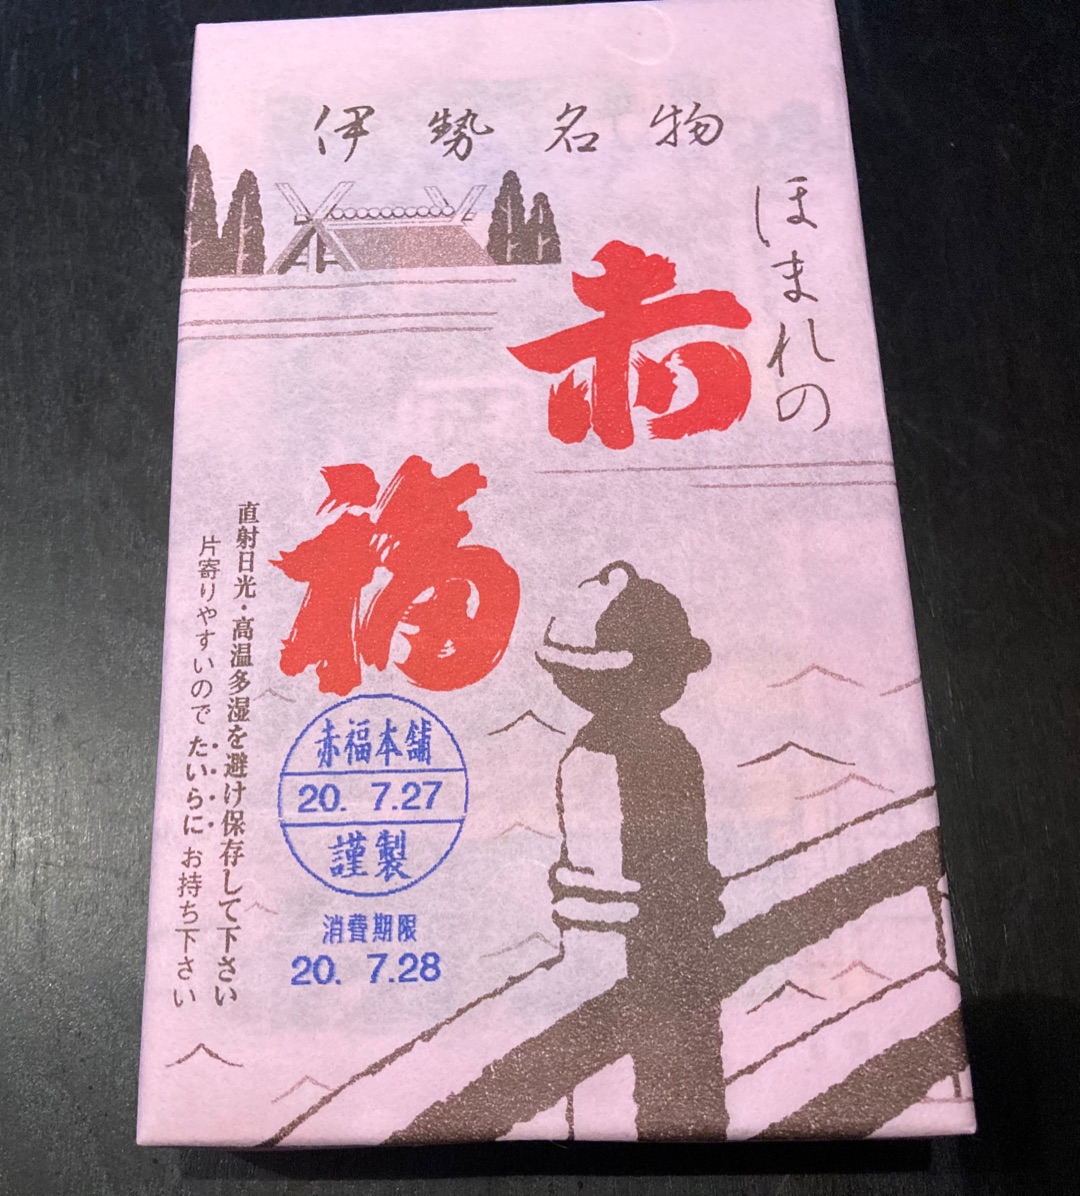 伊勢名物
ほまれの
赤
福
直射日光・高温多湿を避け保存して下さい
片寄りやすいのでたいらにお持ち下さい
赤福本舗
20. 7.27
謹製
消費期限
20. 7.28